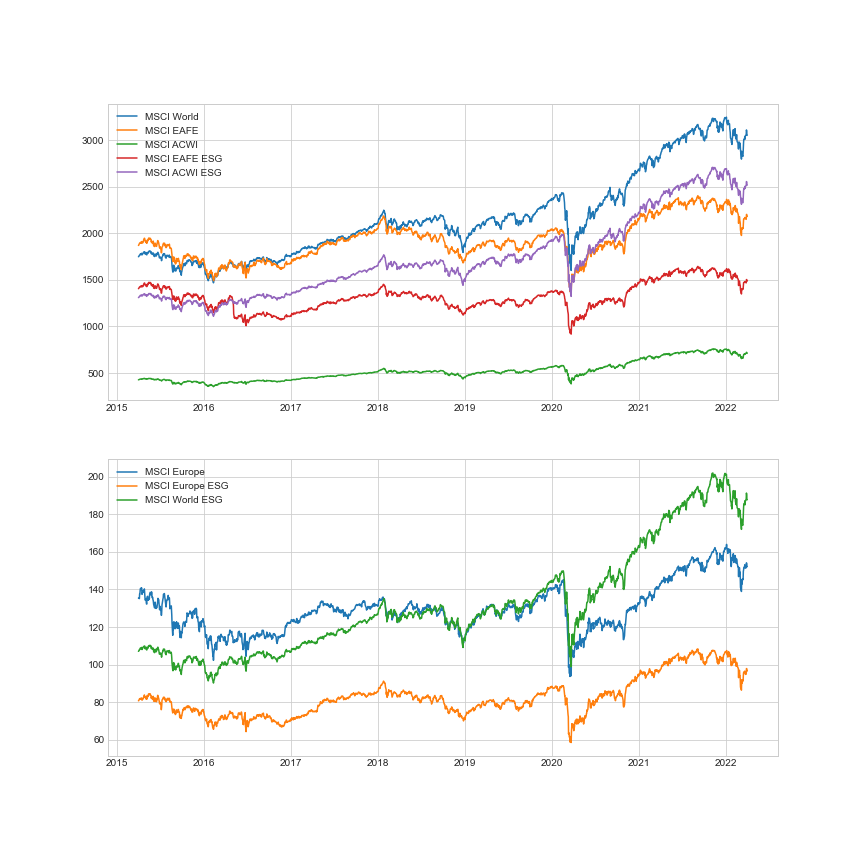 MSCI World
MSCI EAFE
MSCI ACWI
MSCI EAFE ESG
MSCI ACWI ESG
3000
2500
2000
1500
1000
500
2015 2016 2017 2018 2019 2020 2021 2022
MSCI Europe
MSCI Europe ESG
MSCI World ESG
200
180
160
140
120
100
80
60
2015 2016 2017 2018 2019 2020 2021 2022